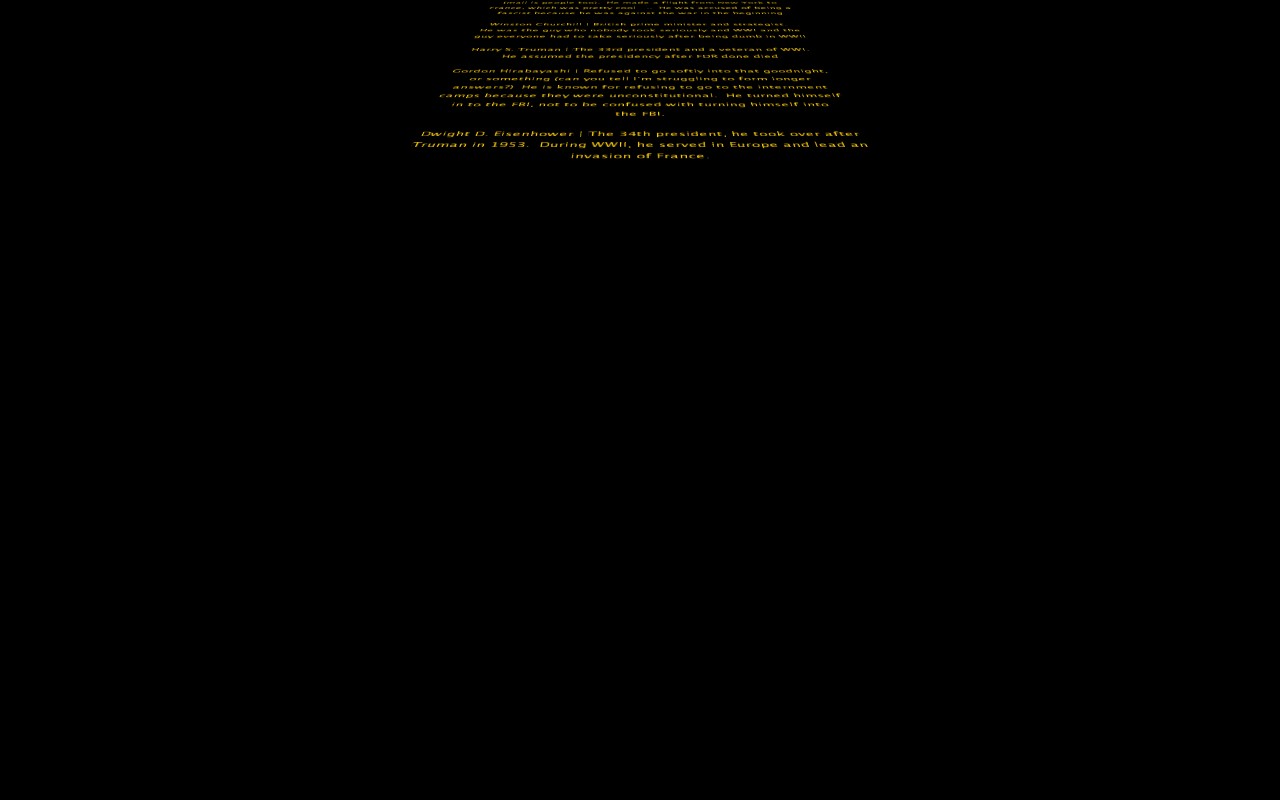 is people too! He made a flight from New York to
France, which was pretty cool ... He was accused of being a
fascist because he was against the war in the beginning
Winston Churchill | British prime minister and strategist.
He was the guy who nobody took seriously and WWI and the
guy everyone had to take seriously after being dumb in WWII
Harry S. Truman | The 33rd president and a veteran of WWI.
He assumed the presidency after FDR done died
Gordon Hirabayashi | Refused to go softly into that goodnight,
or something (can you tell I'm struggling to form longer
answers?) He is known for refusing to go to the internment
camps because they were unconstitutional. He turned himself
in to the FBI, not to be confused with turning himself into
the FBI.
Dwight D. Eisenhower | The 34th president, he took over after
Truman in 1953. During WWII, he served in Europe and lead an
invasion of France.